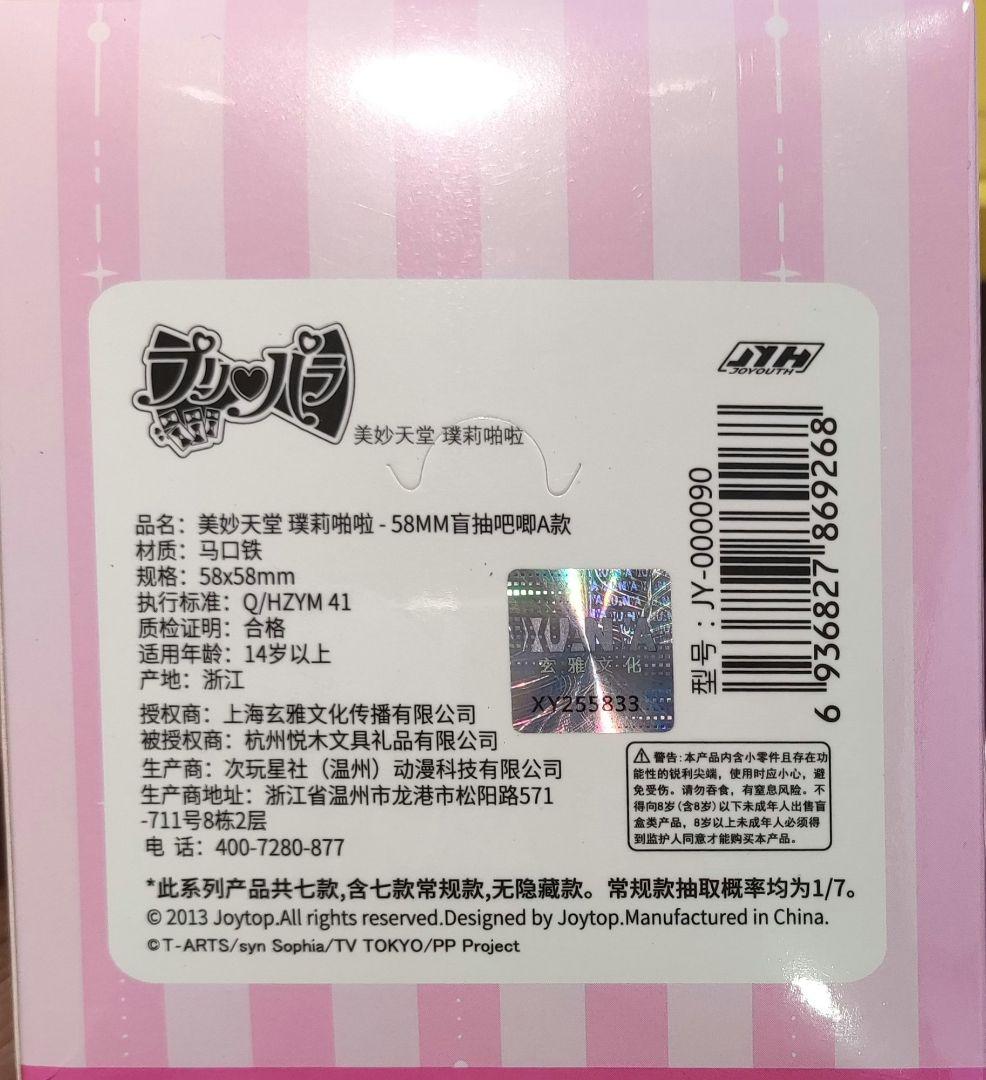 プリパラ
美妙天堂 璞莉啪啦
JYH
JOYOUTH
品名：美妙天堂 璞莉啪啦 - 58MM盲抽吧唧A款
材质：马口铁
规格：58x58mm
执行标准：Q/HZYM 41
质检证明：合格
适用年龄：14岁以上
产地：浙江
授权商：上海玄雅文化传播有限公司
被授权商：杭州悦木文具礼品有限公司
生产商：次玩星社（温州）动漫科技有限公司
生产商地址：浙江省温州市龙港市松阳路571
-711号8栋2层
电 话：400-7280-877
玄雅文化
XY255833
型号：JY-000090
6 936827 869268
警告：本产品内含小零件且存在功
能性的锐利尖端，使用时应小心，避
免受伤。请勿吞食，有窒息风险。不
得向8岁(含8岁)以下未成年人出售盲
盒类产品，8岁以上未成年人必须得
到监护人同意才能购买本产品。
*此系列产品共七款,含七款常规款,无隐藏款。常规款抽取概率均为1/7。
© 2013 Joytop.All rights reserved.Designed by Joytop.Manufactured in China.
©T-ARTS/syn Sophia/TV TOKYO/PP Project